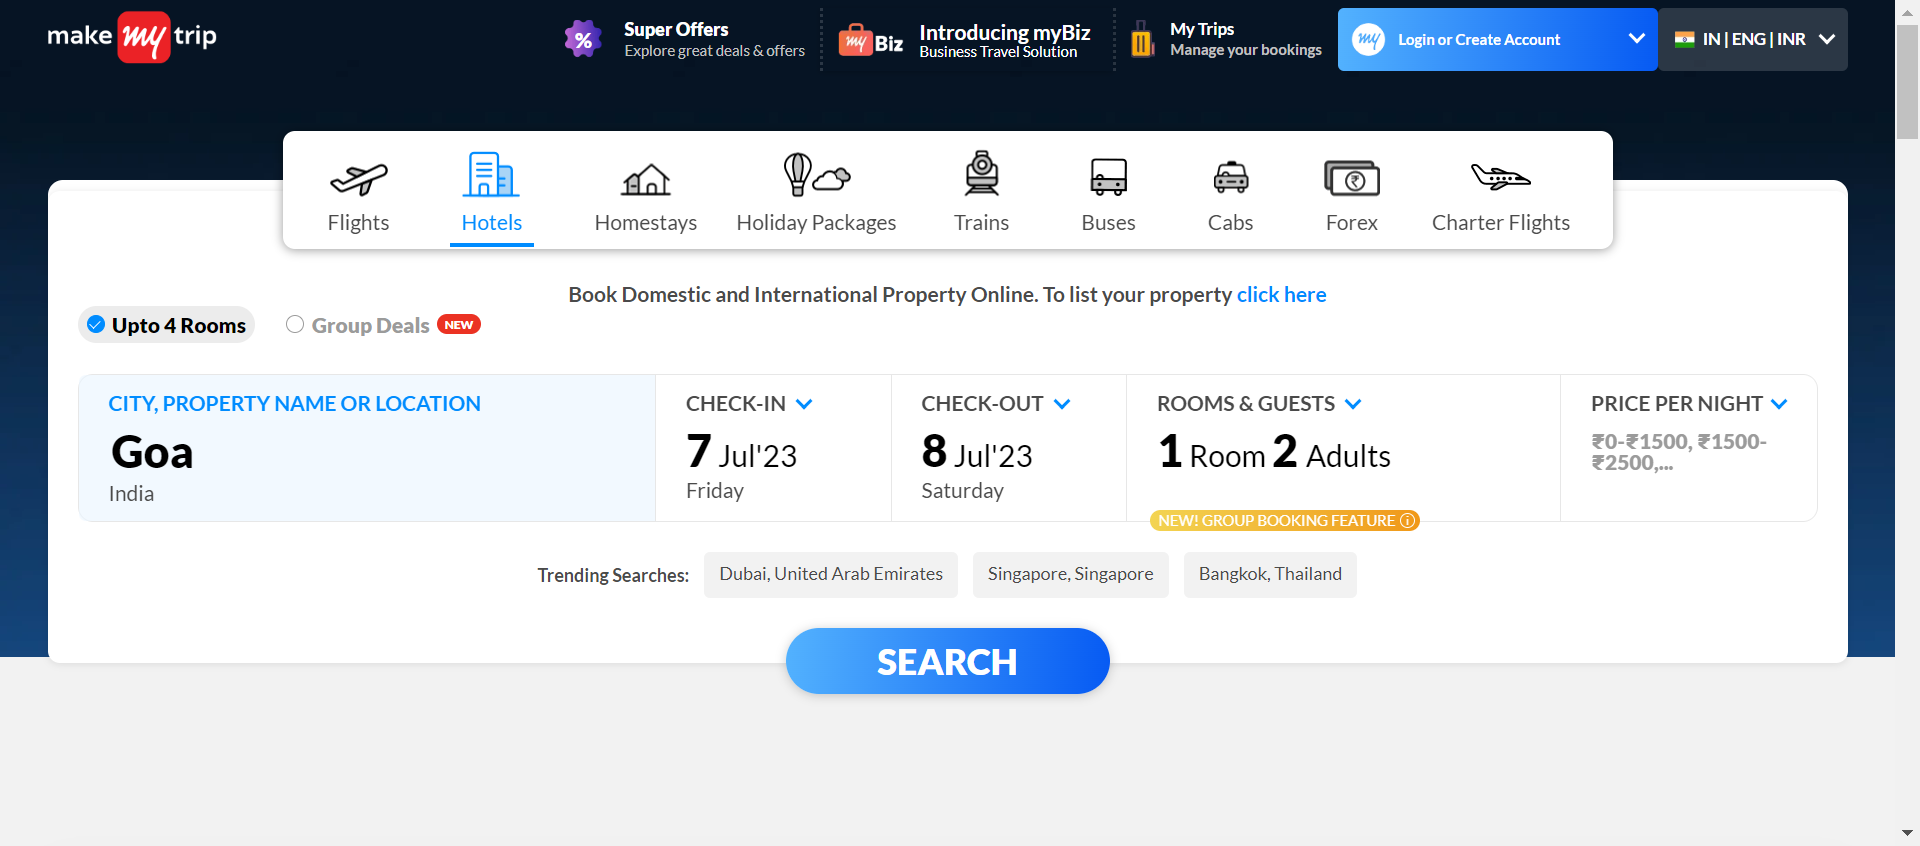 make my trip
Super Offers
Explore great deals & offers
my Biz
Introducing myBiz
Business Travel Solution
My Trips
Manage your bookings
my
Login or Create Account
IN | ENG | INR
Flights
Hotels
Homestays
Holiday Packages
Trains
Buses
Cabs
Forex
Charter Flights
Book Domestic and International Property Online. To list your property click here
Upto 4 Rooms
Group Deals NEW
CITY, PROPERTY NAME OR LOCATION
Goa
India
CHECK-IN
7 Jul'23
Friday
CHECK-OUT
8 Jul'23
Saturday
ROOMS & GUESTS
1 Room 2 Adults
NEW! GROUP BOOKING FEATURE
PRICE PER NIGHT
₹0-₹1500, ₹1500-
₹2500,...
Trending Searches:
Dubai, United Arab Emirates
Singapore, Singapore
Bangkok, Thailand
SEARCH